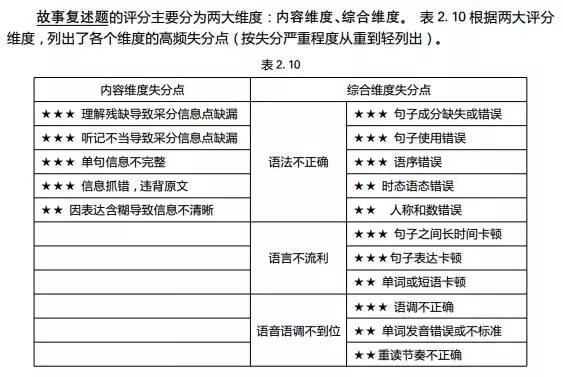 故事复述题的评分主要分为两大维度：内容维度、综合维度。 表2.10根据两大评分
维度，列出了各个维度的高频失分点（按失分严重程度从重到轻列出）。
表 2.10
内容维度失分点 综合维度失分点
★★★ 理解残缺导致采分信息点缺漏 ★★★ 句子成分缺失或错误
★★★ 听记不当导致采分信息点缺漏 ★★★ 句子使用错误
★★★ 单句信息不完整 语法不正确 ★★★ 语序错误
★★★ 信息抓错，违背原文 ★★ 时态语态错误
★★ 因表达含糊导致信息不清晰 ★★ 人称和数错误
★★★ 句子之间长时间卡顿
语言不流利 ★★★句子表达卡顿
★★ 单词或短语卡顿
★★★ 语调不正确
语音语调不到位 ★★ 单词发音错误或不标准
★★重读节奏不正确